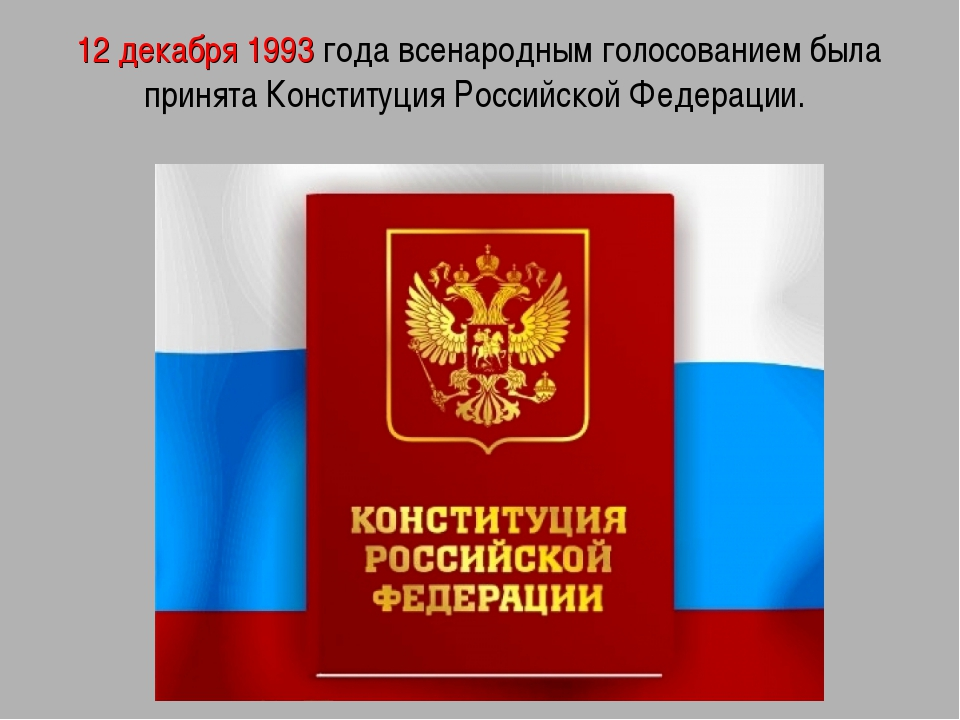 12 декабря 1993 года всенародным голосованием была
принята Конституция Российской Федерации.
КОНСТИТУЦИЯ
РОССИЙСКОЙ
ФЕДЕРАЦИИ